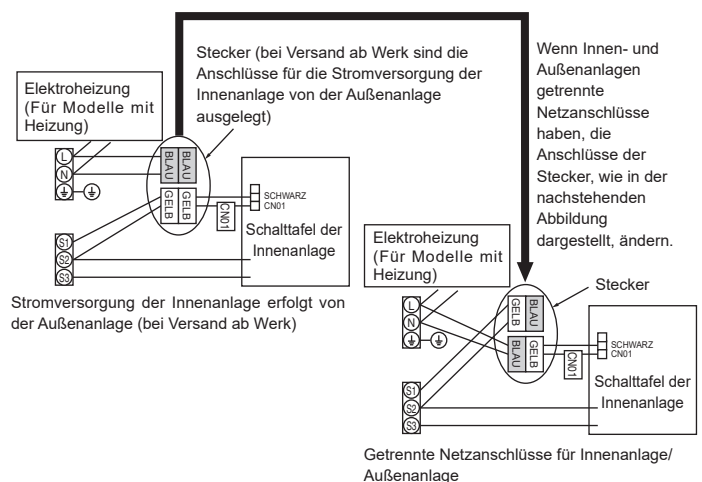 Stecker (bei Versand ab Werk sind die
Anschlüsse für die Stromversorgung der
Innenanlage von der Außenanlage
ausgelegt)
Elektroheizung
(Für Modelle mit
Heizung)
L
N
BLAU
BLAU
GELB
GELB
CN01
SCHWARZ
CN01
Schalttafel der
Innenanlage
S1
S2
S3
Stromversorgung der Innenanlage erfolgt von
der Außenanlage (bei Versand ab Werk)
Wenn Innen- und
Außenanlagen
getrennte
Netzanschlüsse
haben, die
Anschlüsse der
Stecker, wie in der
nachstehenden
Abbildung
dargestellt, ändern.
Elektroheizung
(Für Modelle mit
Heizung)
Stecker
L
N
GELB
BLAU
BLAU
GELB
CN01
SCHWARZ
CN01
Schalttafel der
Innenanlage
S1
S2
S3
Getrennte Netzanschlüsse für Innenanlage/
Außenanlage